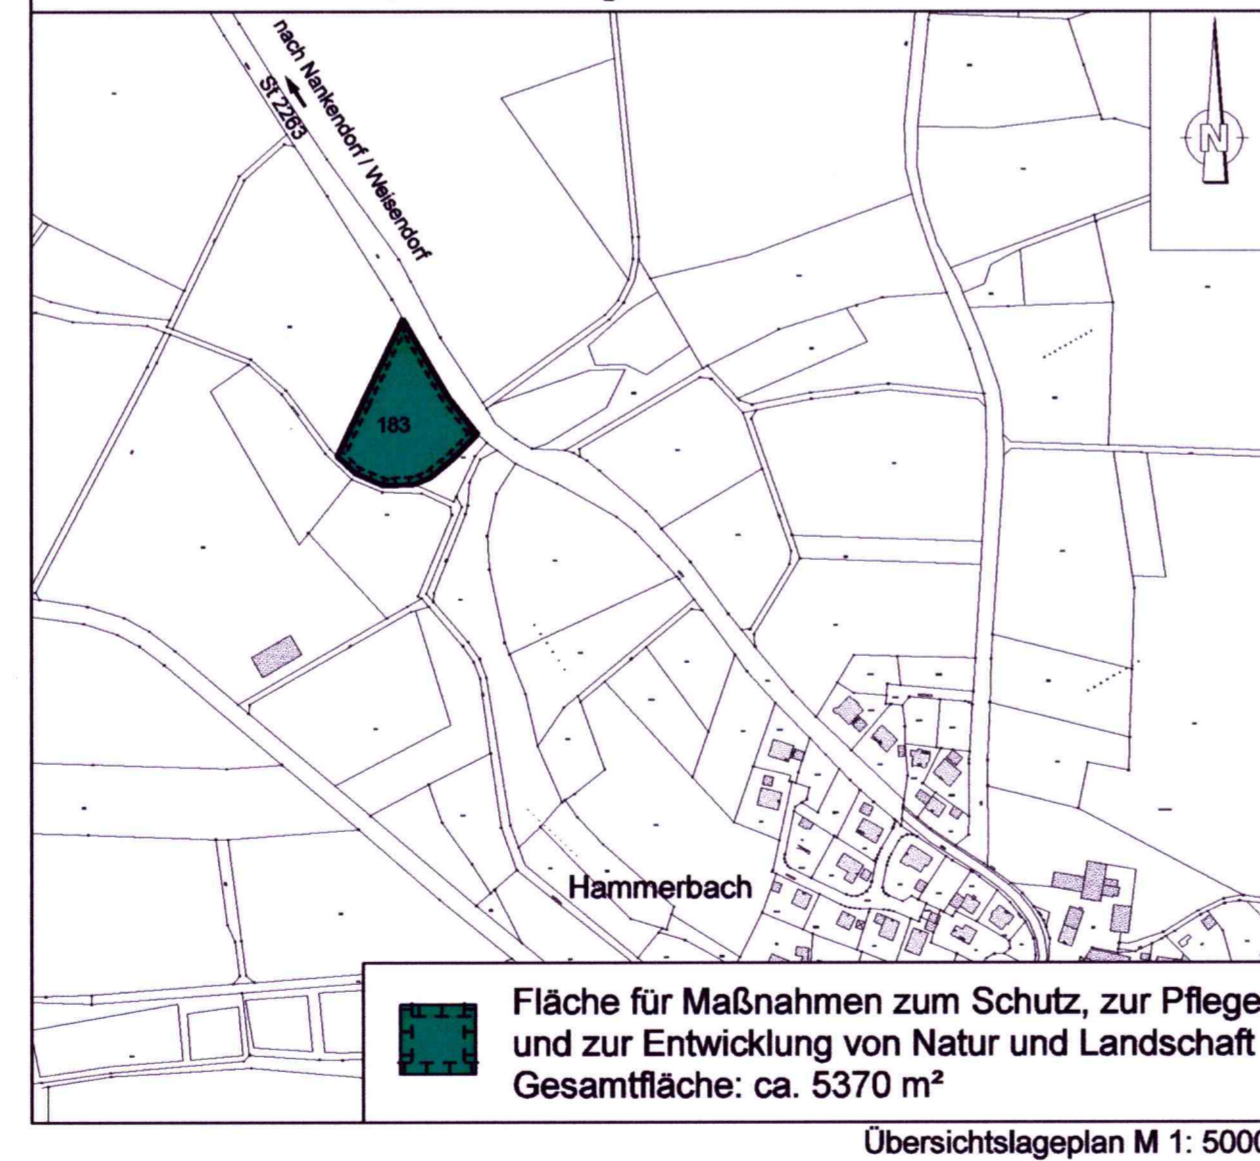 nach Nankendorf / Weisendorf
St 2263
N
183
Hammerbach
Fläche für Maßnahmen zum Schutz, zur Pflege
und zur Entwicklung von Natur und Landschaft
Gesamtfläche: ca. 5370 m²
Übersichtslageplan M 1: 5000